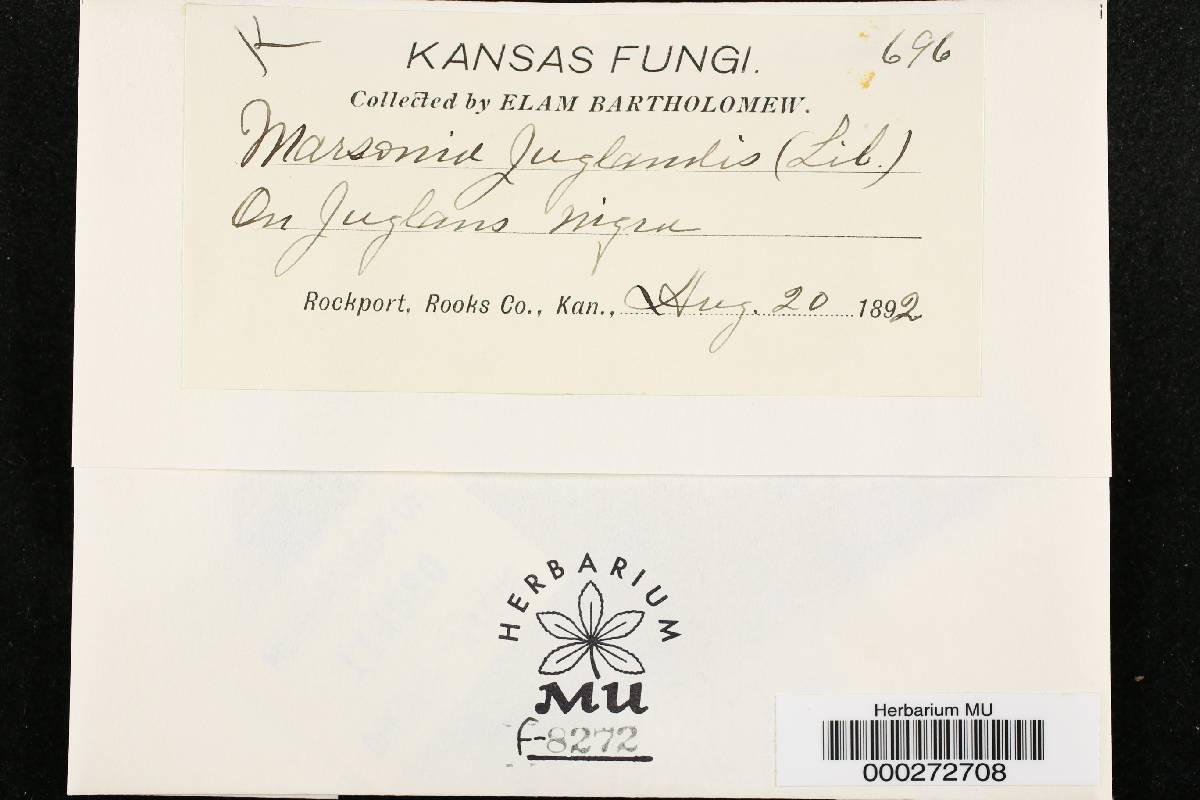 K 696
KANSAS FUNGI.
Collected by ELAM BARTHOLOMEW.
Marsonia Juglandis (Lib.)
On Juglans nigra
Rockport, Rooks Co., Kan., Aug. 20 1892
HERBARIUM
MU
F-8272
Herbarium MU
000272708